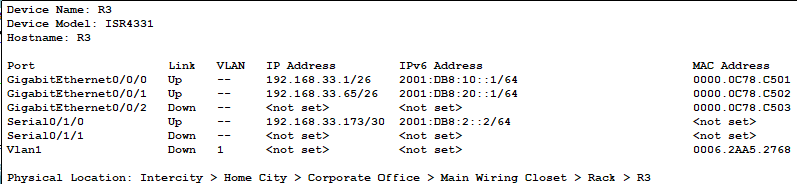 Device Name: R3
Device Model: ISR4331
Hostname: R3
Port Link VLAN IP Address IPv6 Address MAC Address
GigabitEthernet0/0/0 Up -- 192.168.33.1/26 2001:DB8:10::1/64 0000.0C78.C501
GigabitEthernet0/0/1 Up -- 192.168.33.65/26 2001:DB8:20::1/64 0000.0C78.C502
GigabitEthernet0/0/2 Down -- <not set> <not set> 0000.0C78.C503
Serial0/1/0 Up -- 192.168.33.173/30 2001:DB8:2::2/64 <not set>
Serial0/1/1 Down -- <not set> <not set> <not set>
Vlan1 Down 1 <not set> <not set> 0006.2AA5.2768
Physical Location: Intercity > Home City > Corporate Office > Main Wiring Closet > Rack > R3